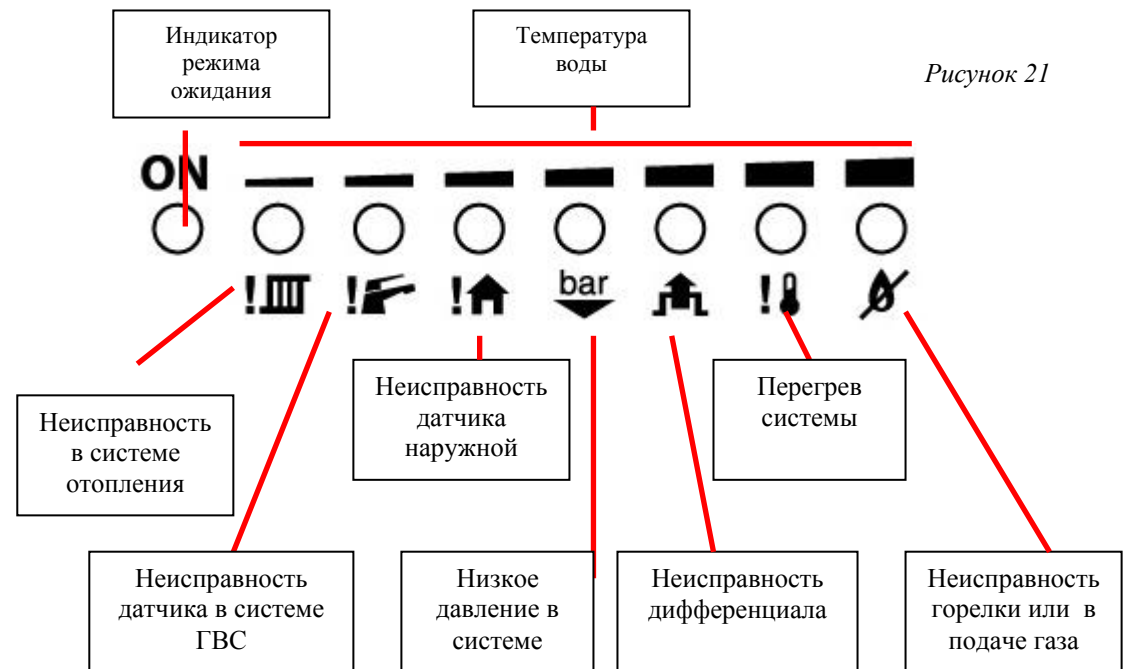 Индикатор
режима
ожидания
Температура
воды
Рисунок 21
ON
!
!
!
bar
!
Неисправность
в системе
отопления
Неисправность
датчика
наружной
Перегрев
системы
Неисправность
датчика в системе
ГВС
Низкое
давление в
системе
Неисправность
дифференциала
Неисправность
горелки или в
подаче газа